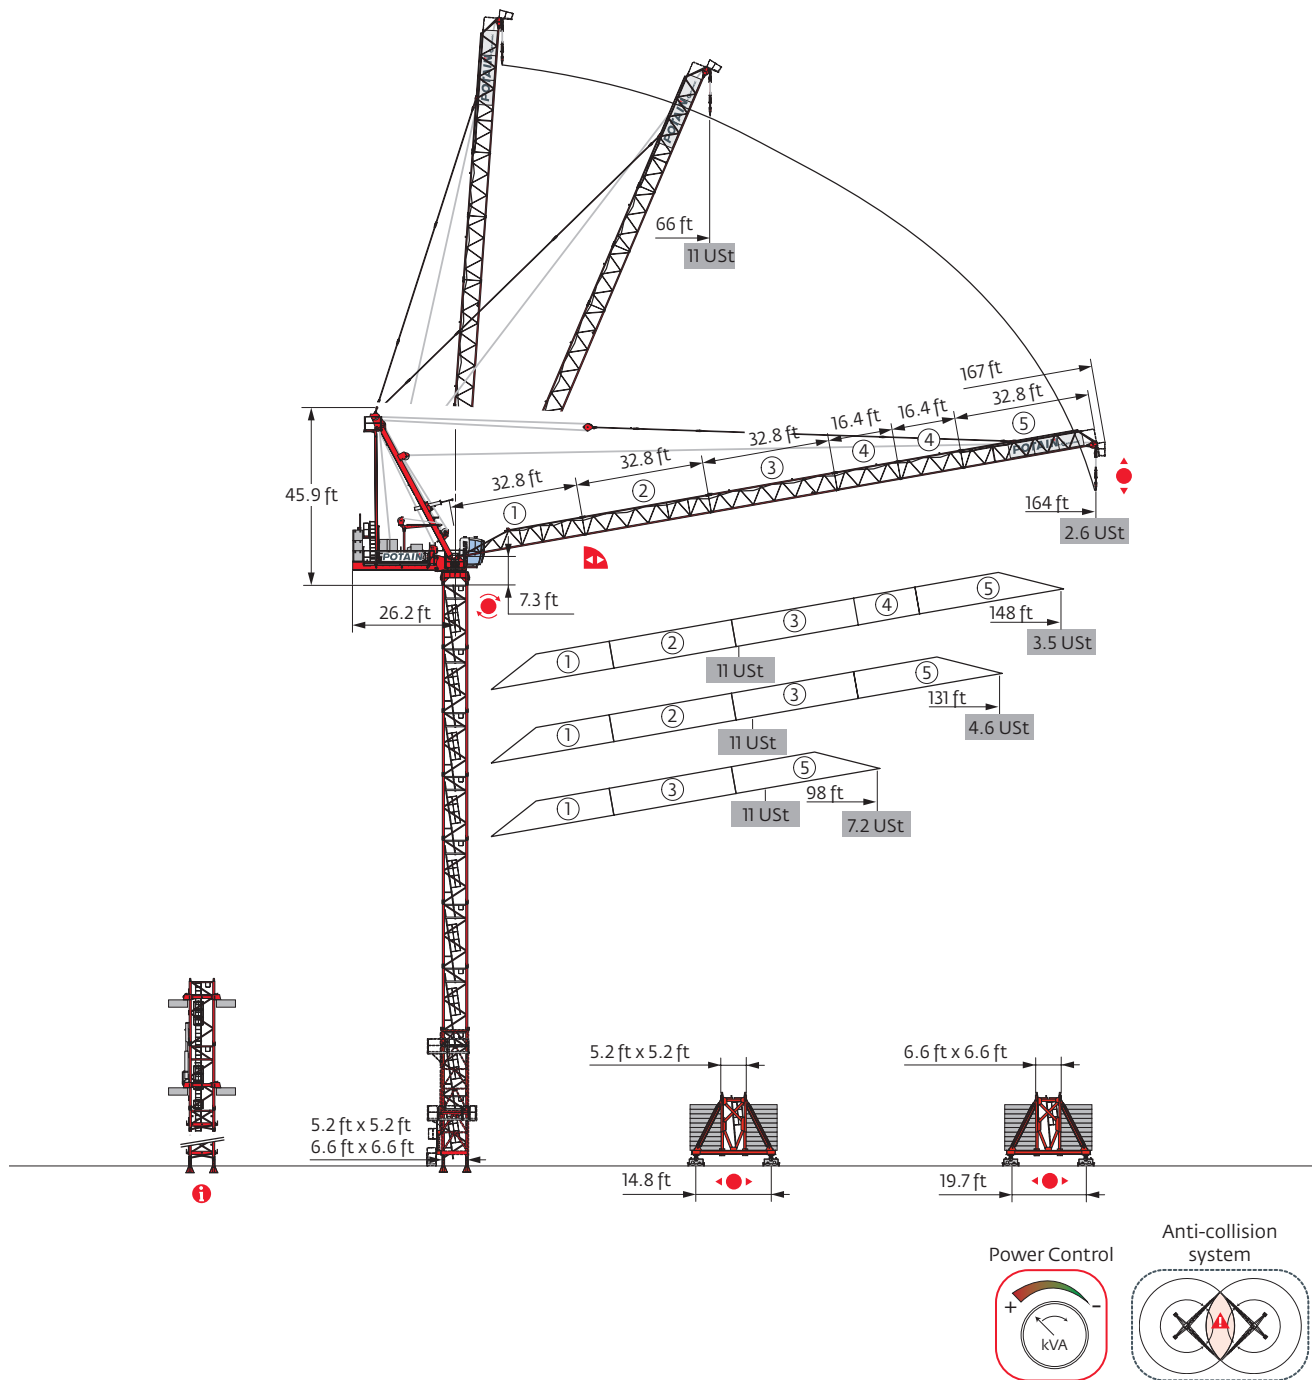 POTAIN
POTAIN
66 ft
11 USt
167 ft
32.8 ft
16.4 ft
16.4 ft
32.8 ft
32.8 ft
32.8 ft
① ② ③ ④ ④ ⑤
POTAIN
45.9 ft
POTAIN
164 ft
2.6 USt
26.2 ft
7.3 ft
① ② ③ ④ ⑤
148 ft
3.5 USt
11 USt
① ② ③ ⑤
131 ft
4.6 USt
11 USt
① ③ ⑤
98 ft
11 USt
7.2 USt
5.2 ft x 5.2 ft
6.6 ft x 6.6 ft
5.2 ft x 5.2 ft
14.8 ft
6.6 ft x 6.6 ft
19.7 ft
i
Power Control
+ -
kVA
Anti-collision
system